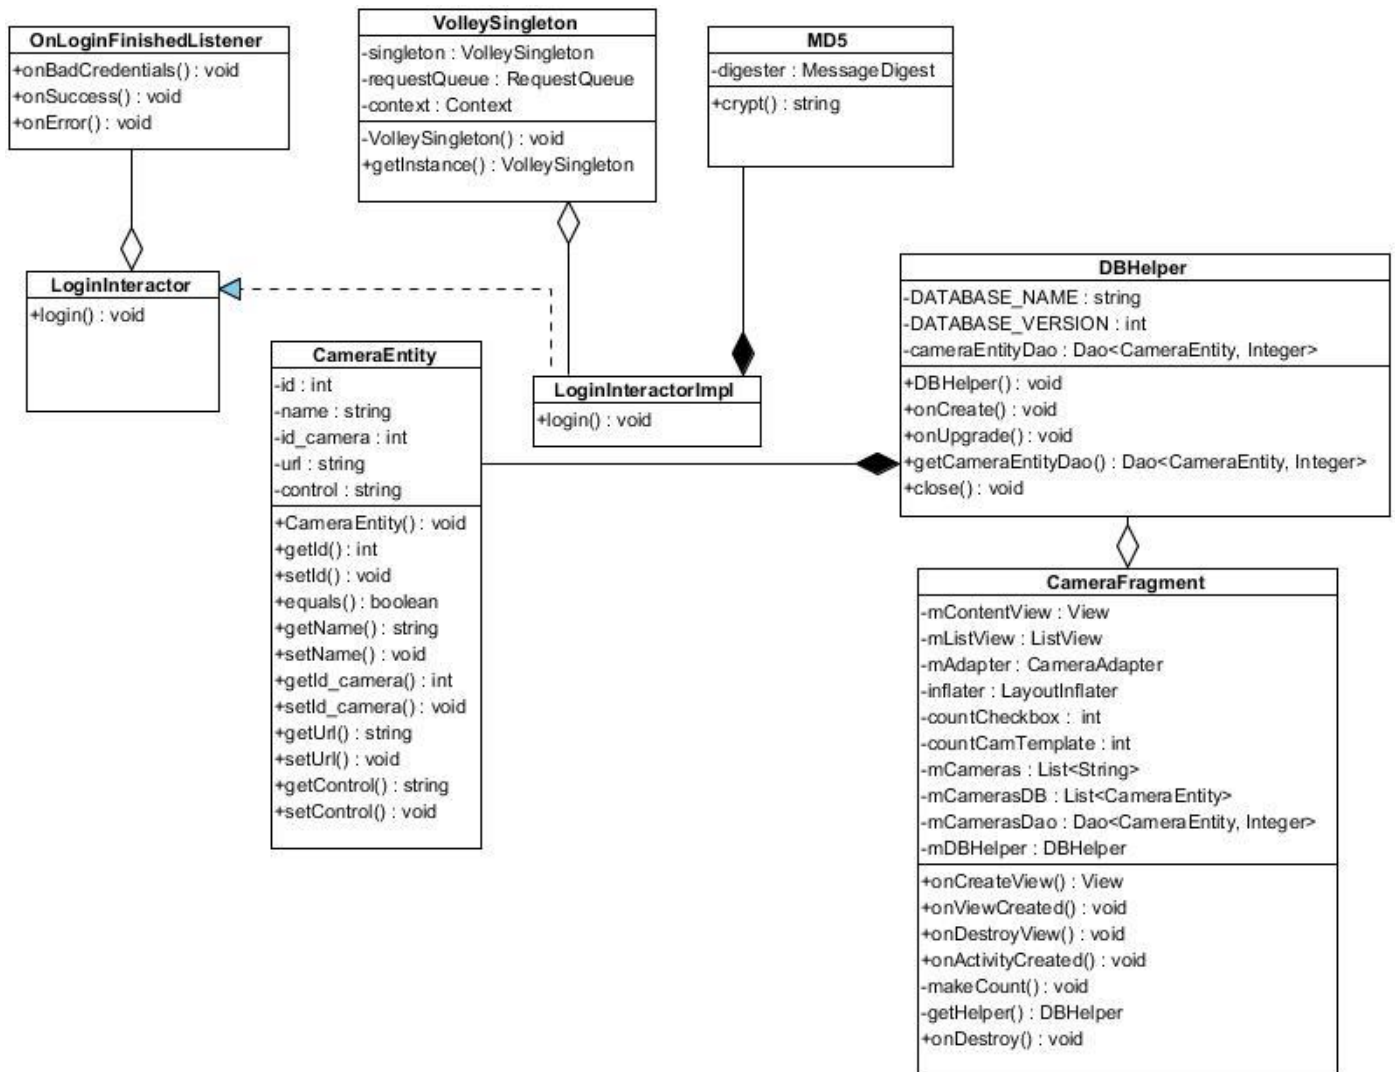 OnLoginFinishedListener
+onBadCredentials() : void
+onSuccess() : void
+onError() : void
VolleySingleton
-singleton : VolleySingleton
-requestQueue : RequestQueue
-context : Context
-VolleySingleton() : void
+getInstance() : VolleySingleton
MD5
-digester : MessageDigest
+crypt() : string
LoginInteractor
+login() : void
CameraEntity
-id : int
-name : string
-id_camera : int
-url : string
-control : string
+CameraEntity() : void
+getId() : int
+setId() : void
+equals() : boolean
+getName() : string
+setName() : void
+getId_camera() : int
+setId_camera() : void
+getUrl() : string
+setUrl() : void
+getControl() : string
+setControl() : void
LoginInteractorImpl
+login() : void
DBHelper
-DATABASE_NAME : string
-DATABASE_VERSION : int
-cameraEntityDao : Dao<CameraEntity, Integer>
+DBHelper() : void
+onCreate() : void
+onUpgrade() : void
+getCameraEntityDao() : Dao<CameraEntity, Integer>
+close() : void
CameraFragment
-mContentView : View
-mListView : ListView
-mAdapter : CameraAdapter
-inflater : LayoutInflater
-countCheckbox :  int
-countCamTemplate : int
-mCameras : List<String>
-mCamerasDB : List<CameraEntity>
-mCamerasDao : Dao<CameraEntity, Integer>
-mDBHelper : DBHelper
+onCreateView() : View
+onViewCreated() : void
+onDestroyView() : void
+onActivityCreated() : void
-makeCount() : void
-getHelper() : DBHelper
+onDestroy() : void